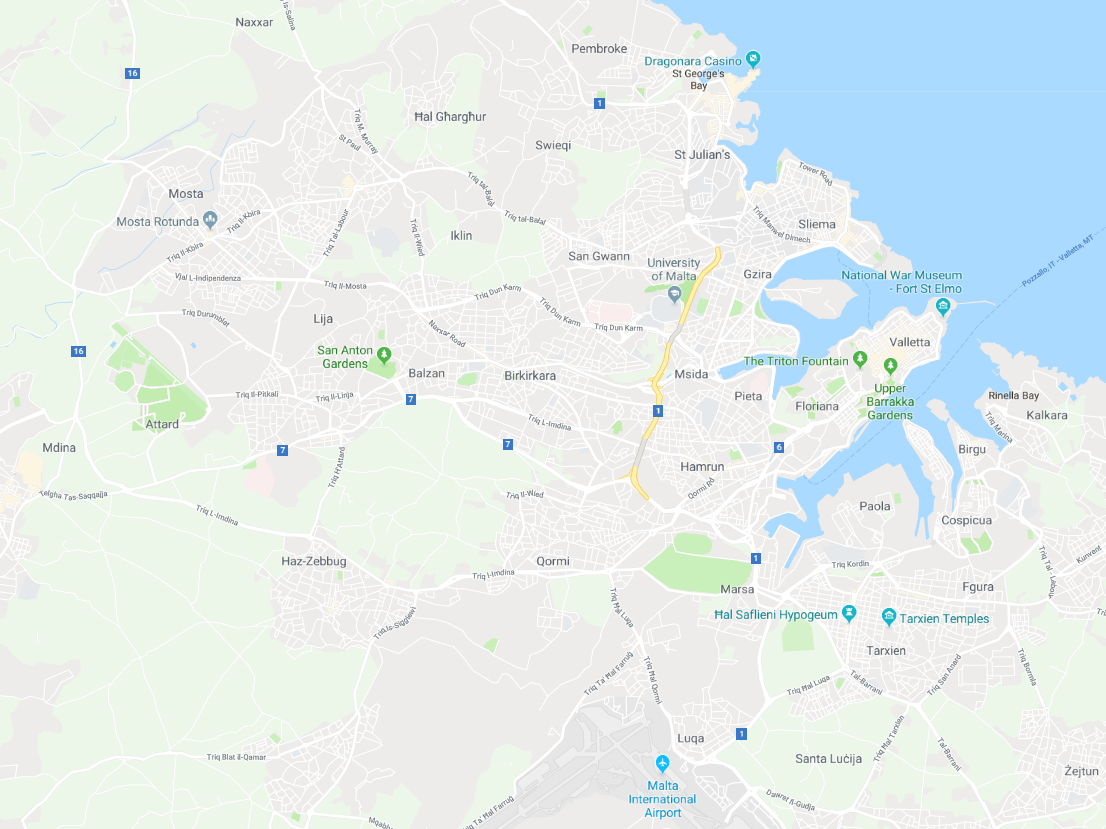 Naxxar
Triq Is-Salina
Pembroke
Dragonara Casino
St George's
Bay
16
1
Ħal Għargħur
Triq M. Murray
St Paul
Swieqi
St Julian's
Tower Road
Triq tal-Balal
Mosta
Mosta Rotunda
Triq Il-Kbira
Triq Il-Kbira
Triq Tal-Labour
Triq Il-Wied
Triq tal-Balal
Iklin
Triq Manwel Dimech
Sliema
San Gwann
University
of Malta
Gzira
Pozzallo, IT - Valletta, MT
National War Museum
- Fort St Elmo
Vjal L-Indipendenza
Triq Il-Mosta
Triq Dun Karm
Triq Dun Karm
Triq Dun Karm
Triq Durumblat
Lija
Naxxar Road
16
San Anton
Gardens
Balzan
Birkirkara
Msida
Valletta
The Triton Fountain
Upper
Barrakka
Gardens
Triq Il-Pitkali
Triq Il-Linja
7
Pieta
Floriana
Rinella Bay
Kalkara
Triq Marina
1
Attard
Triq L-Imdina
Mdina
7
7
6
Birgu
Triq H'Attard
Hamrun
Qormi Rd
Telgħa Tas-Saqqajja
Triq L-Imdina
Triq Il-Wied
Paola
Cospicua
Haz-Zebbug
Qormi
1
Triq Kordin
Kunvent
Triq L-Imdina
Marsa
Fgura
Triq Ħal Luqa
Ħal Saflieni Hypogeum
Tarxien Temples
Triq Is-Siggiewi
Tarxien
Triq Ta' Ħal Farruġ
Triq Ħal Qormi
Triq Ħal Luqa
Tal-Barrani
Triq San Anard
Triq Bormla
1
Luqa
Triq Ħal Tarxien
Tal-Barrani
Triq Blat il-Qamar
Santa Luċija
Żejtun
Malta
International
Airport
Triq Ta' Ħal Farruġ
Dawret il-Gudja